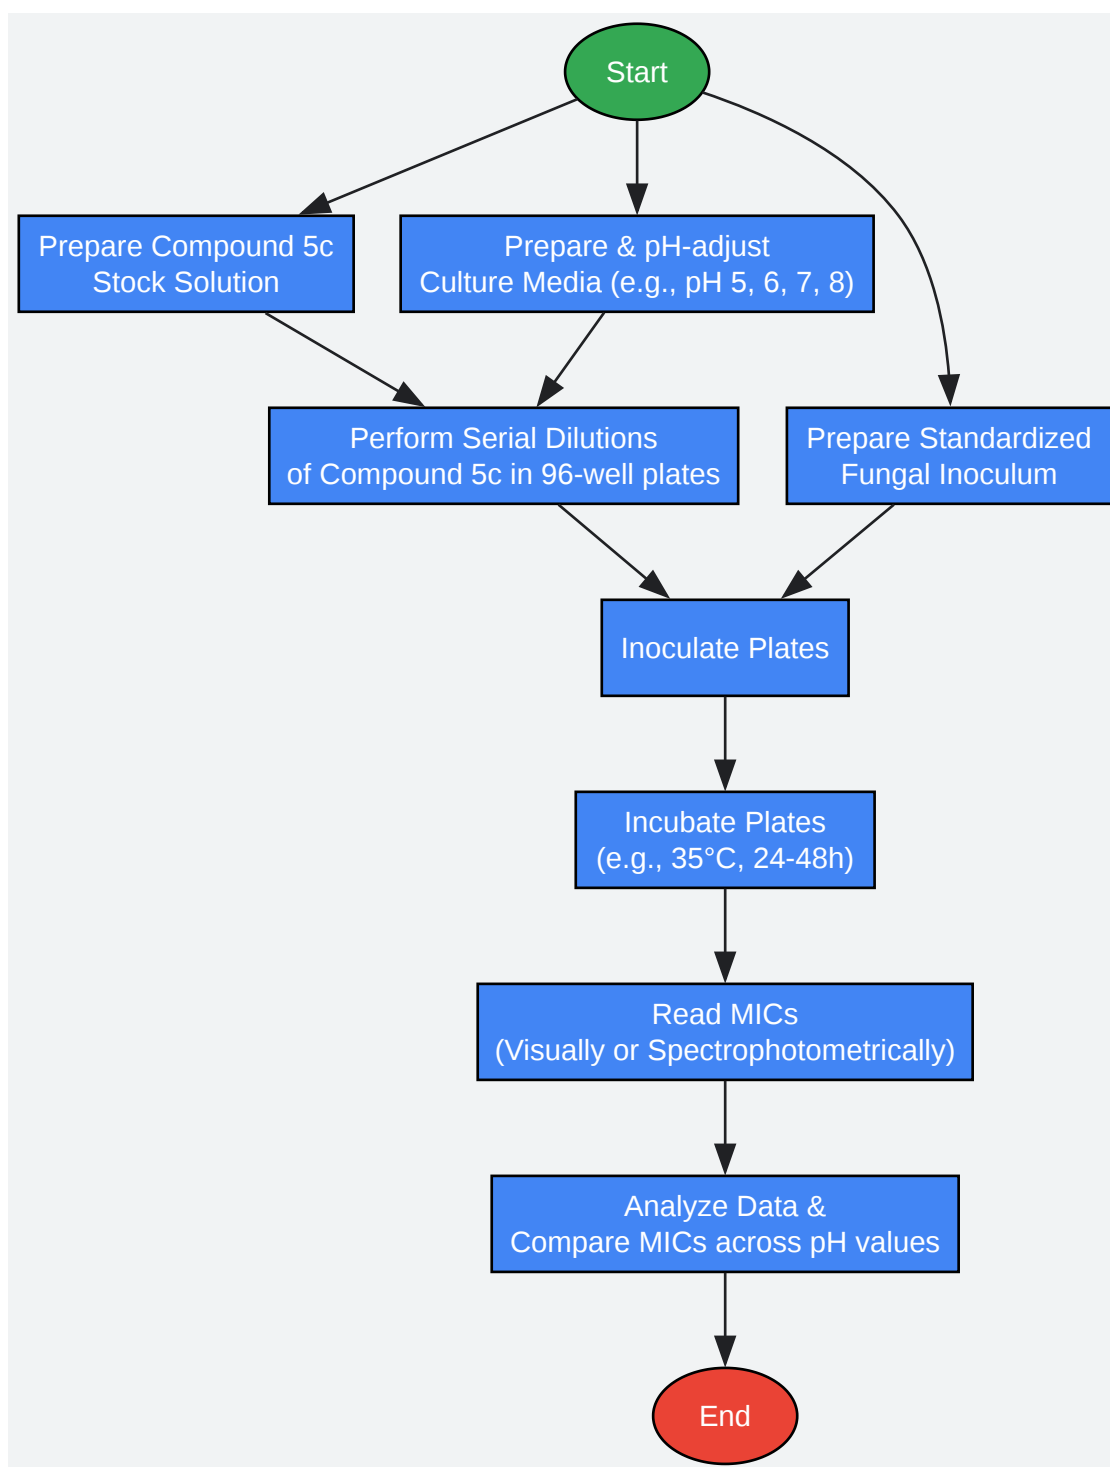 Start
Prepare Compound 5c
Stock Solution
Prepare & pH-adjust
Culture Media (e.g., pH 5, 6, 7, 8)
Perform Serial Dilutions
of Compound 5c in 96-well plates
Prepare Standardized
Fungal Inoculum
Inoculate Plates
Incubate Plates
(e.g., 35°C, 24-48h)
Read MICs
(Visually or Spectrophotometrically)
Analyze Data &
Compare MICs across pH values
End